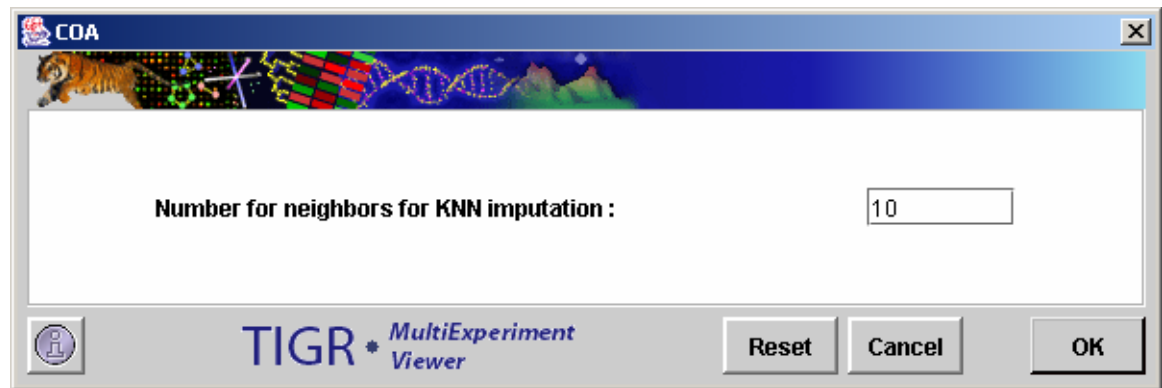 COA
Number for neighbors for KNN imputation :
10
TIGR • MultiExperiment
Viewer
Reset
Cancel
OK